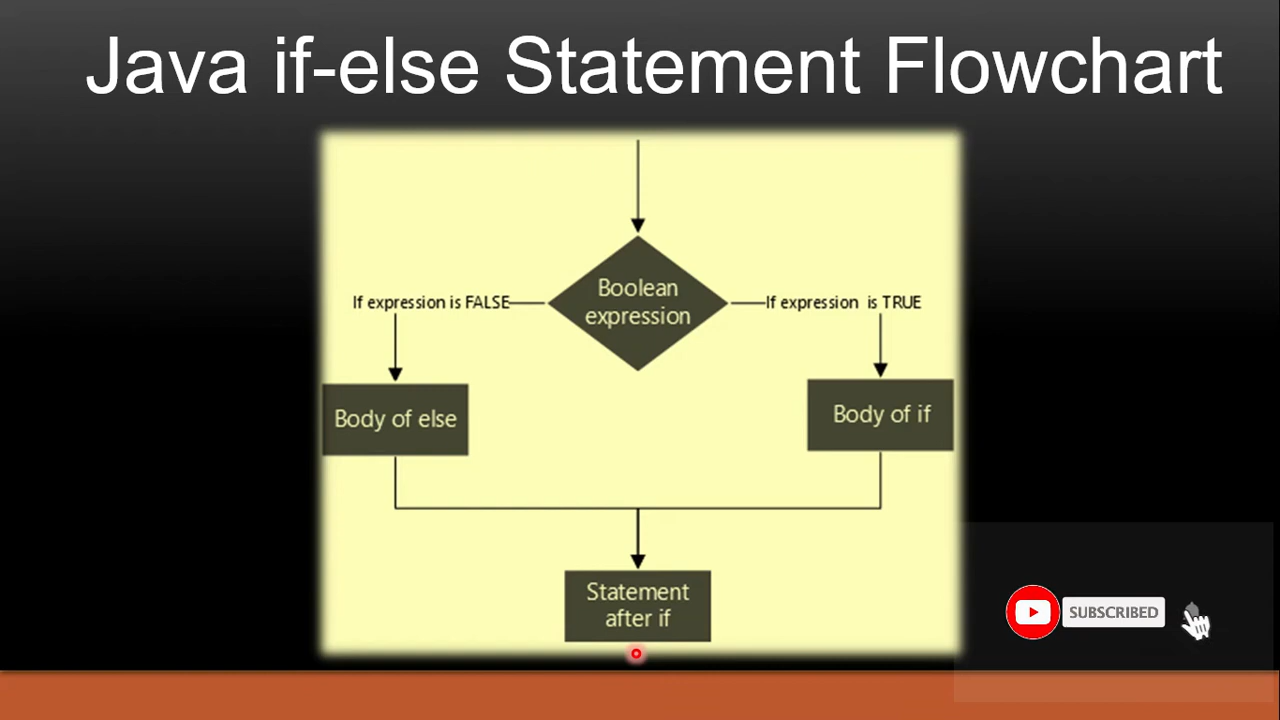 Java if-else Statement Flowchart
Boolean
expression
If expression is FALSE
If expression is TRUE
Body of else
Body of if
Statement
after if
SUBSCRIBED